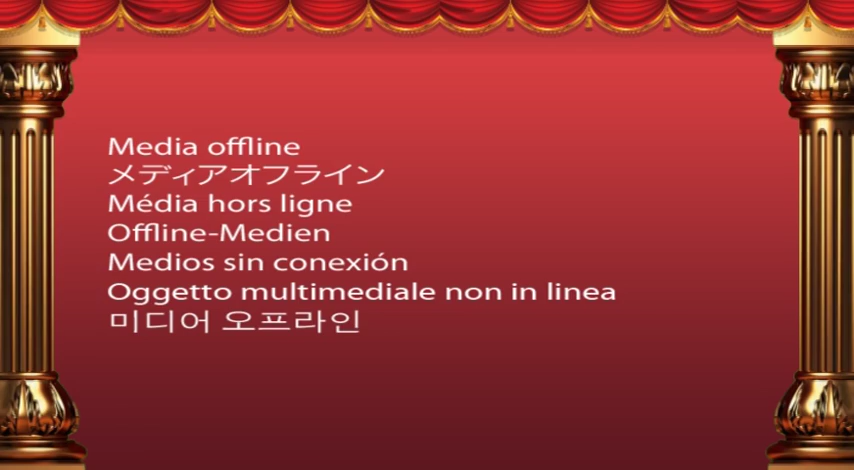 Media offline
メディアオフライン
Média hors ligne
Offline-Medien
Medios sin conexión
Oggetto multimediale non in linea
미디어 오프라인